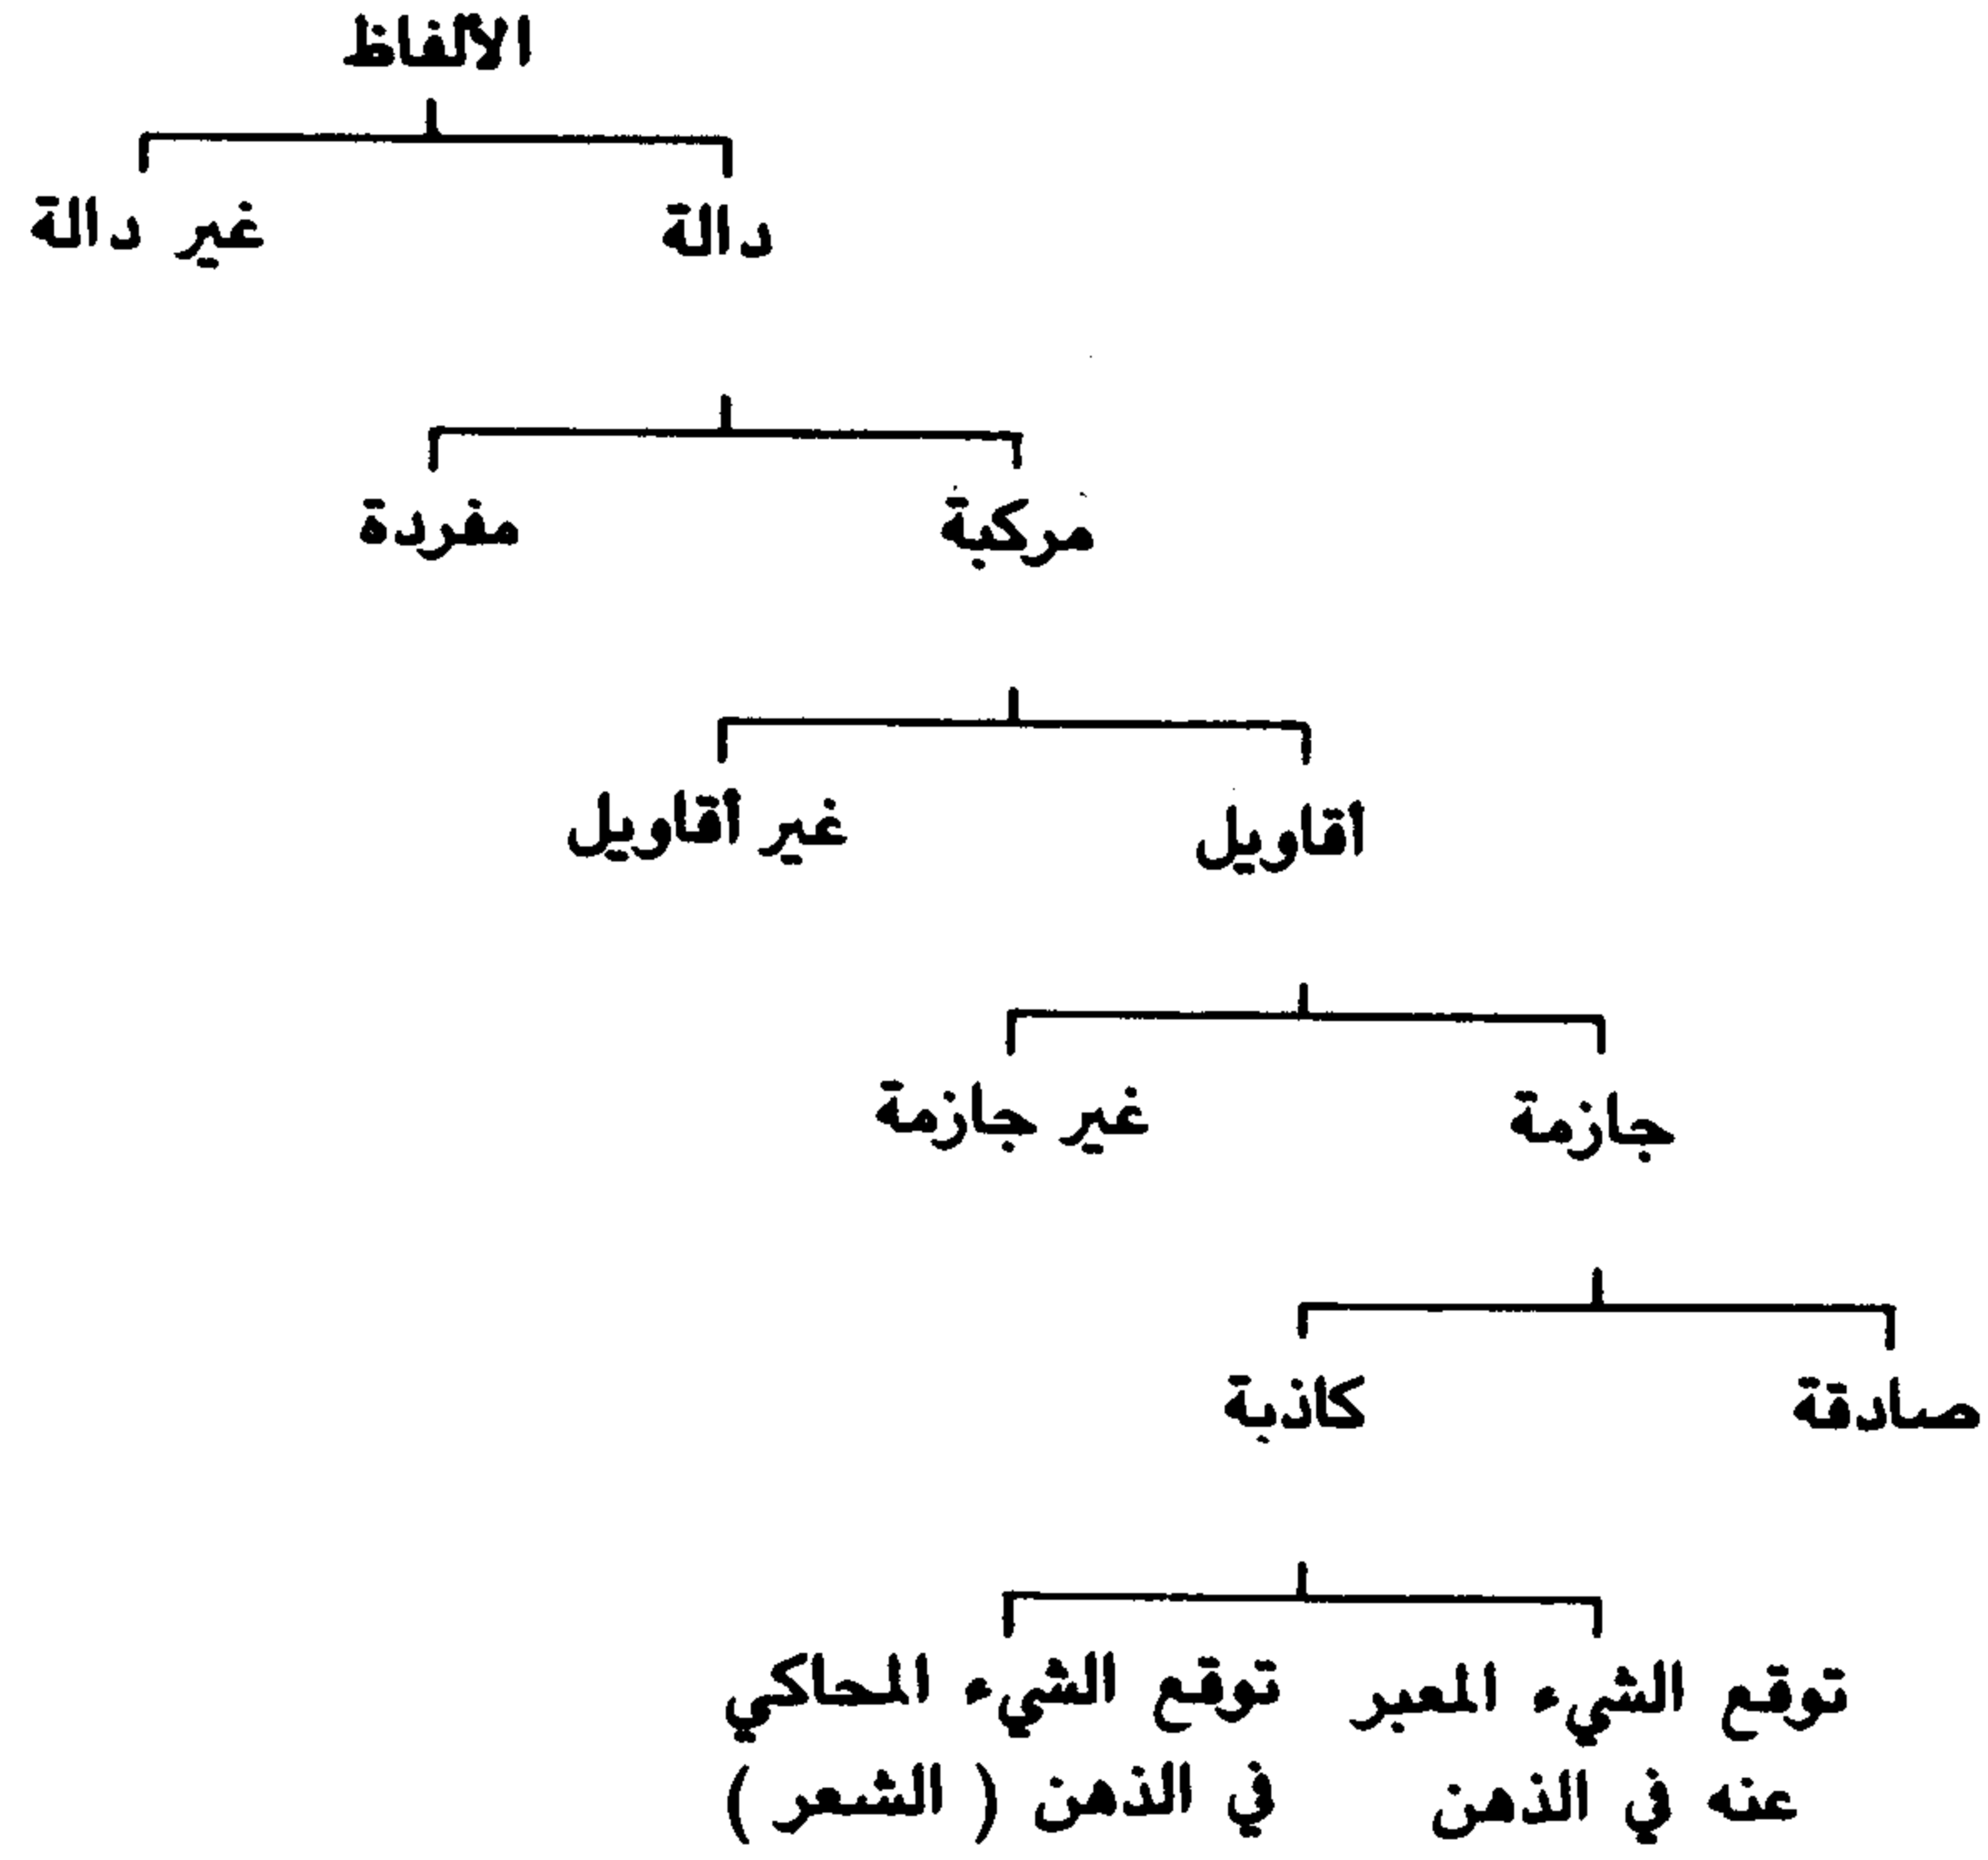 الألفاظ
دالة
غير دالة
مركبة
مفردة
أقاويل
غير أقاويل
جازمة
غير جازمة
صادقة
كاذبة
توقع الشيء المعبر
عنه في الذهن
توقع الشيء المحاكي
في الذهن ( الشعر )